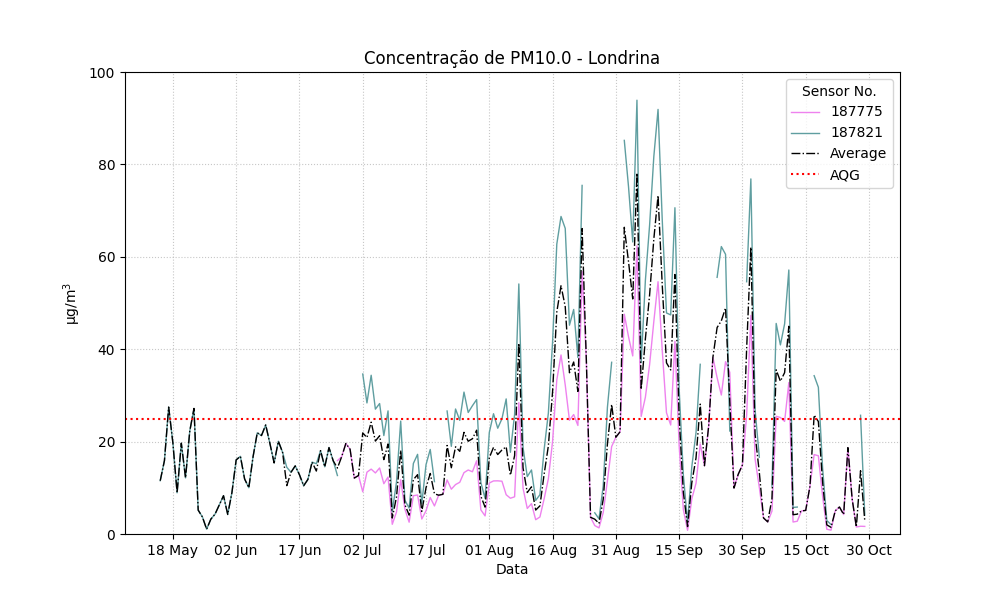 Concentração de PM10.0 - Londrina
100
80
60
40
20
0
µg/m³
18 May 02 Jun 17 Jun 02 Jul 17 Jul 01 Aug 16 Aug 31 Aug 15 Sep 30 Sep 15 Oct 30 Oct
Data
Sensor No.
187775
187821
Average
AQG